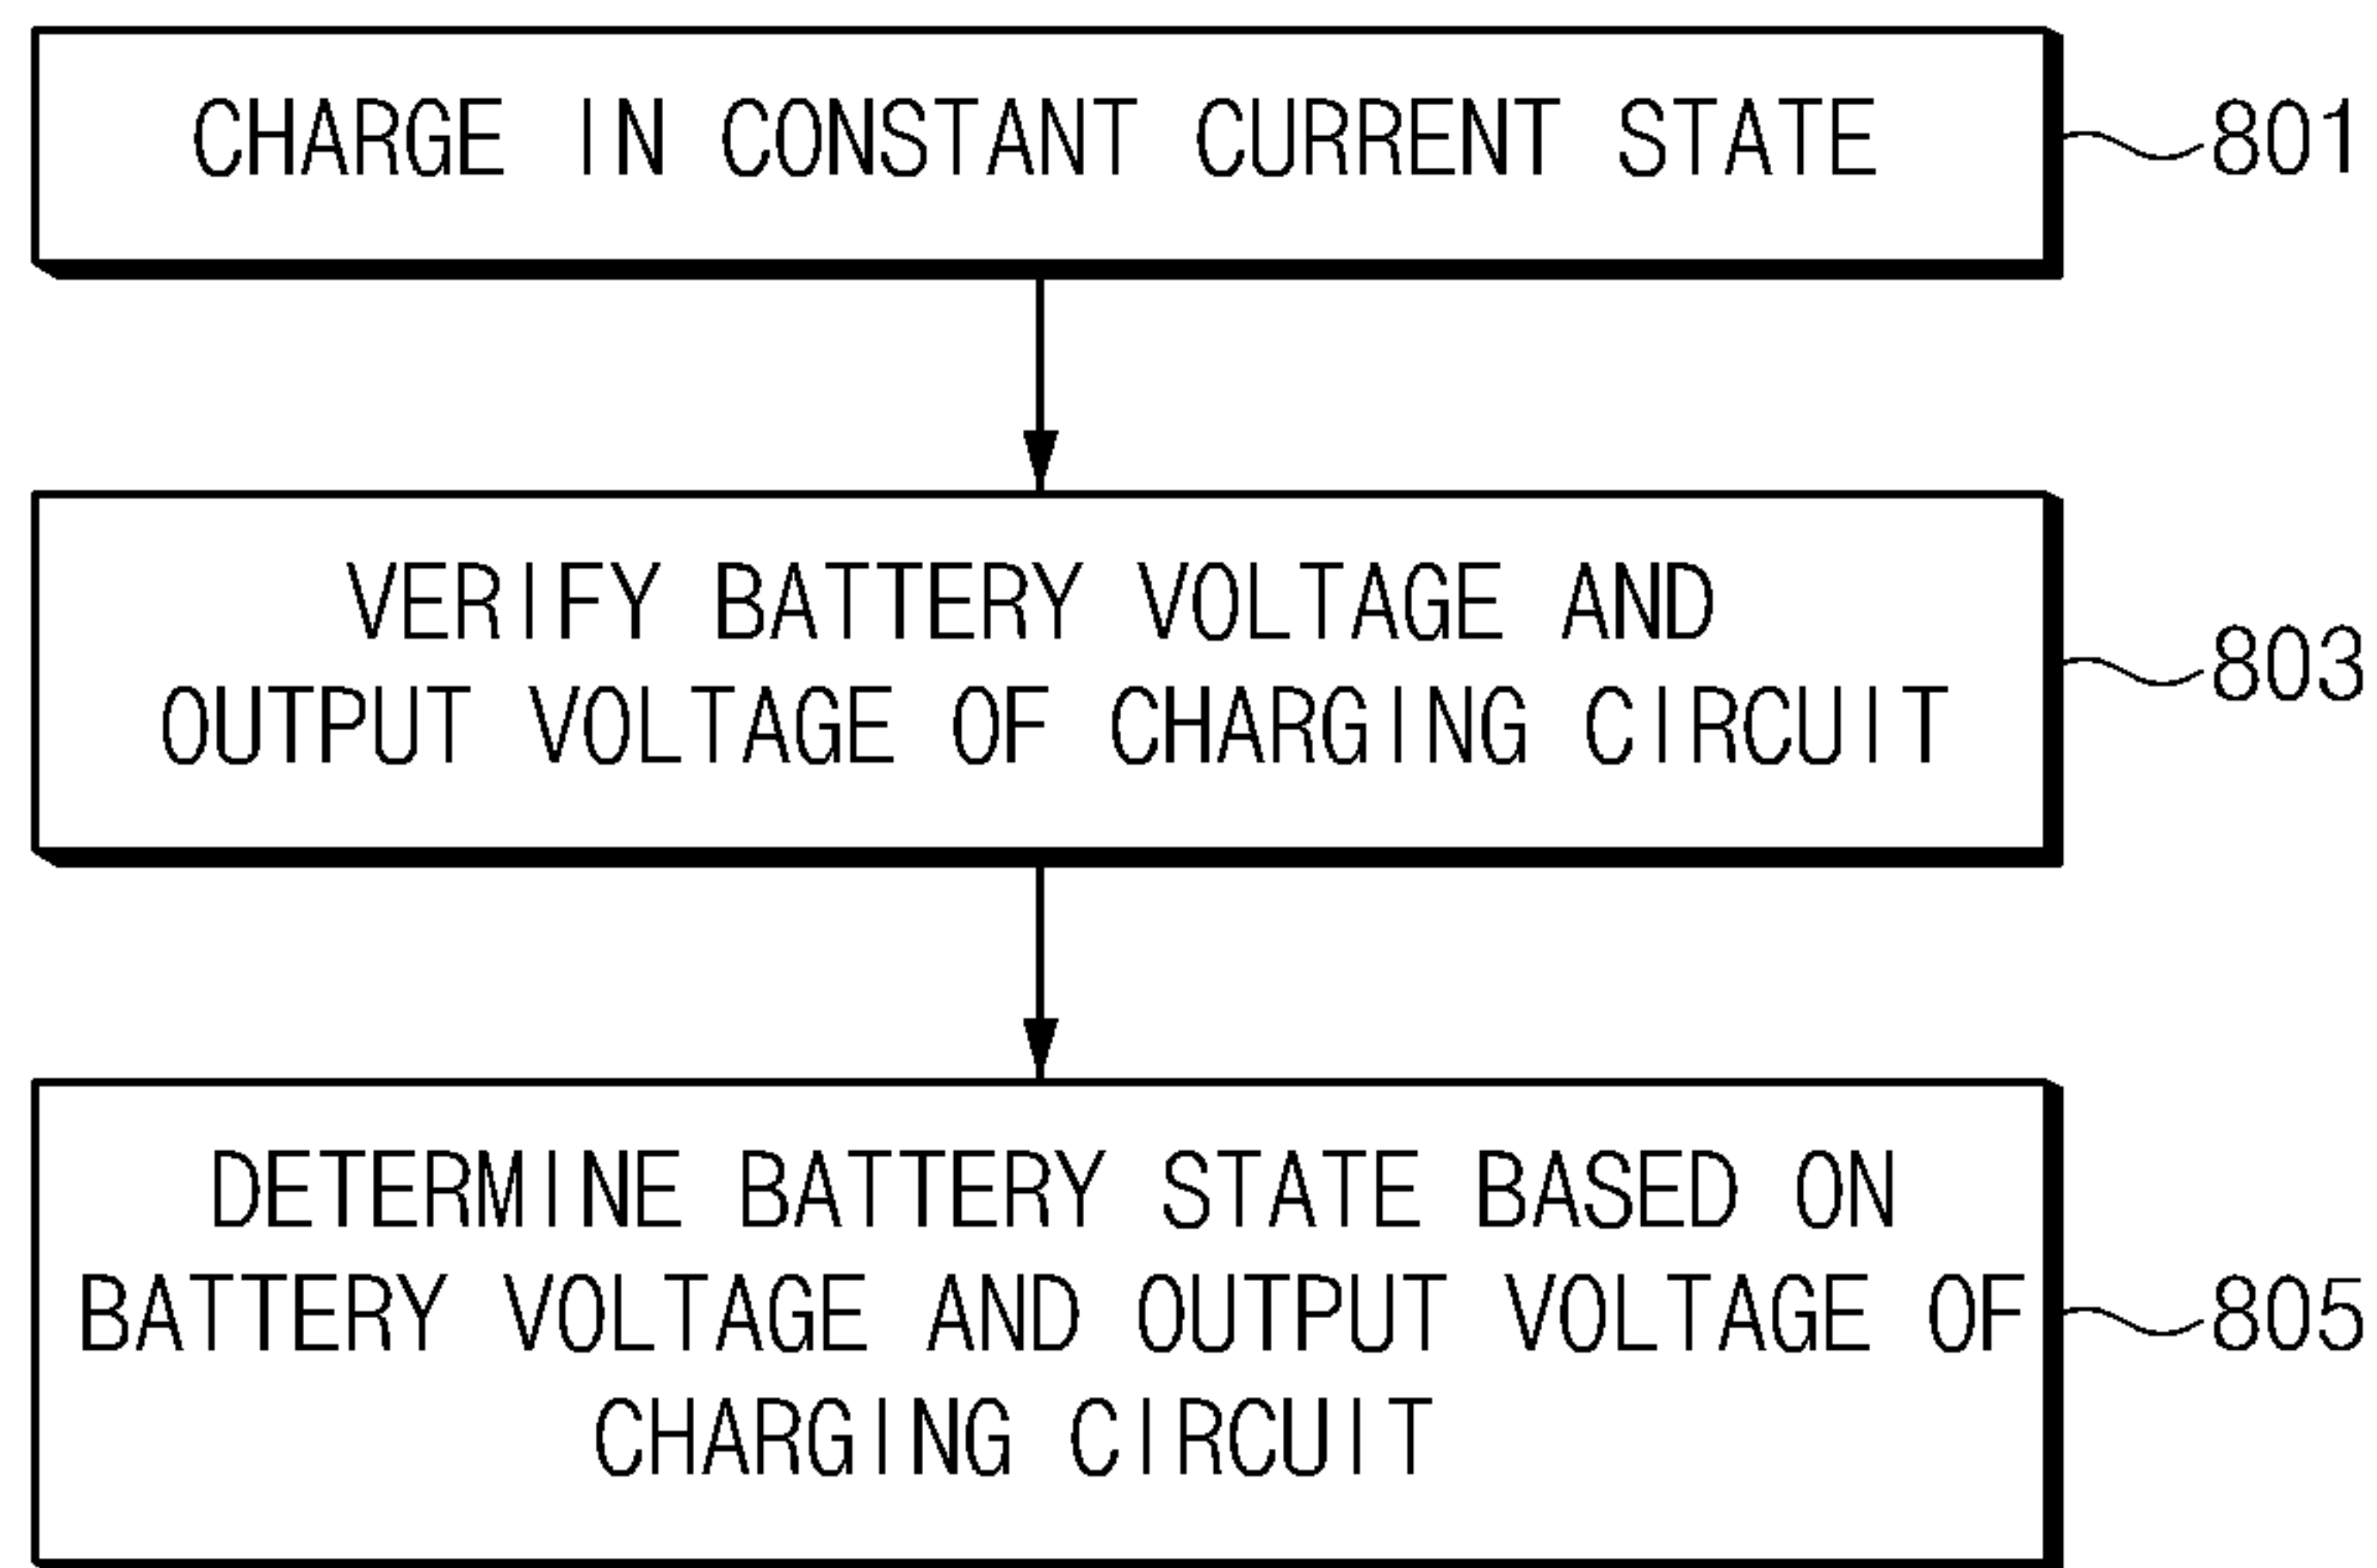 CHARGE IN CONSTANT CURRENT STATE
801
VERIFY BATTERY VOLTAGE AND
OUTPUT VOLTAGE OF CHARGING CIRCUIT
803
DETERMINE BATTERY STATE BASED ON
BATTERY VOLTAGE AND OUTPUT VOLTAGE OF
CHARGING CIRCUIT
805